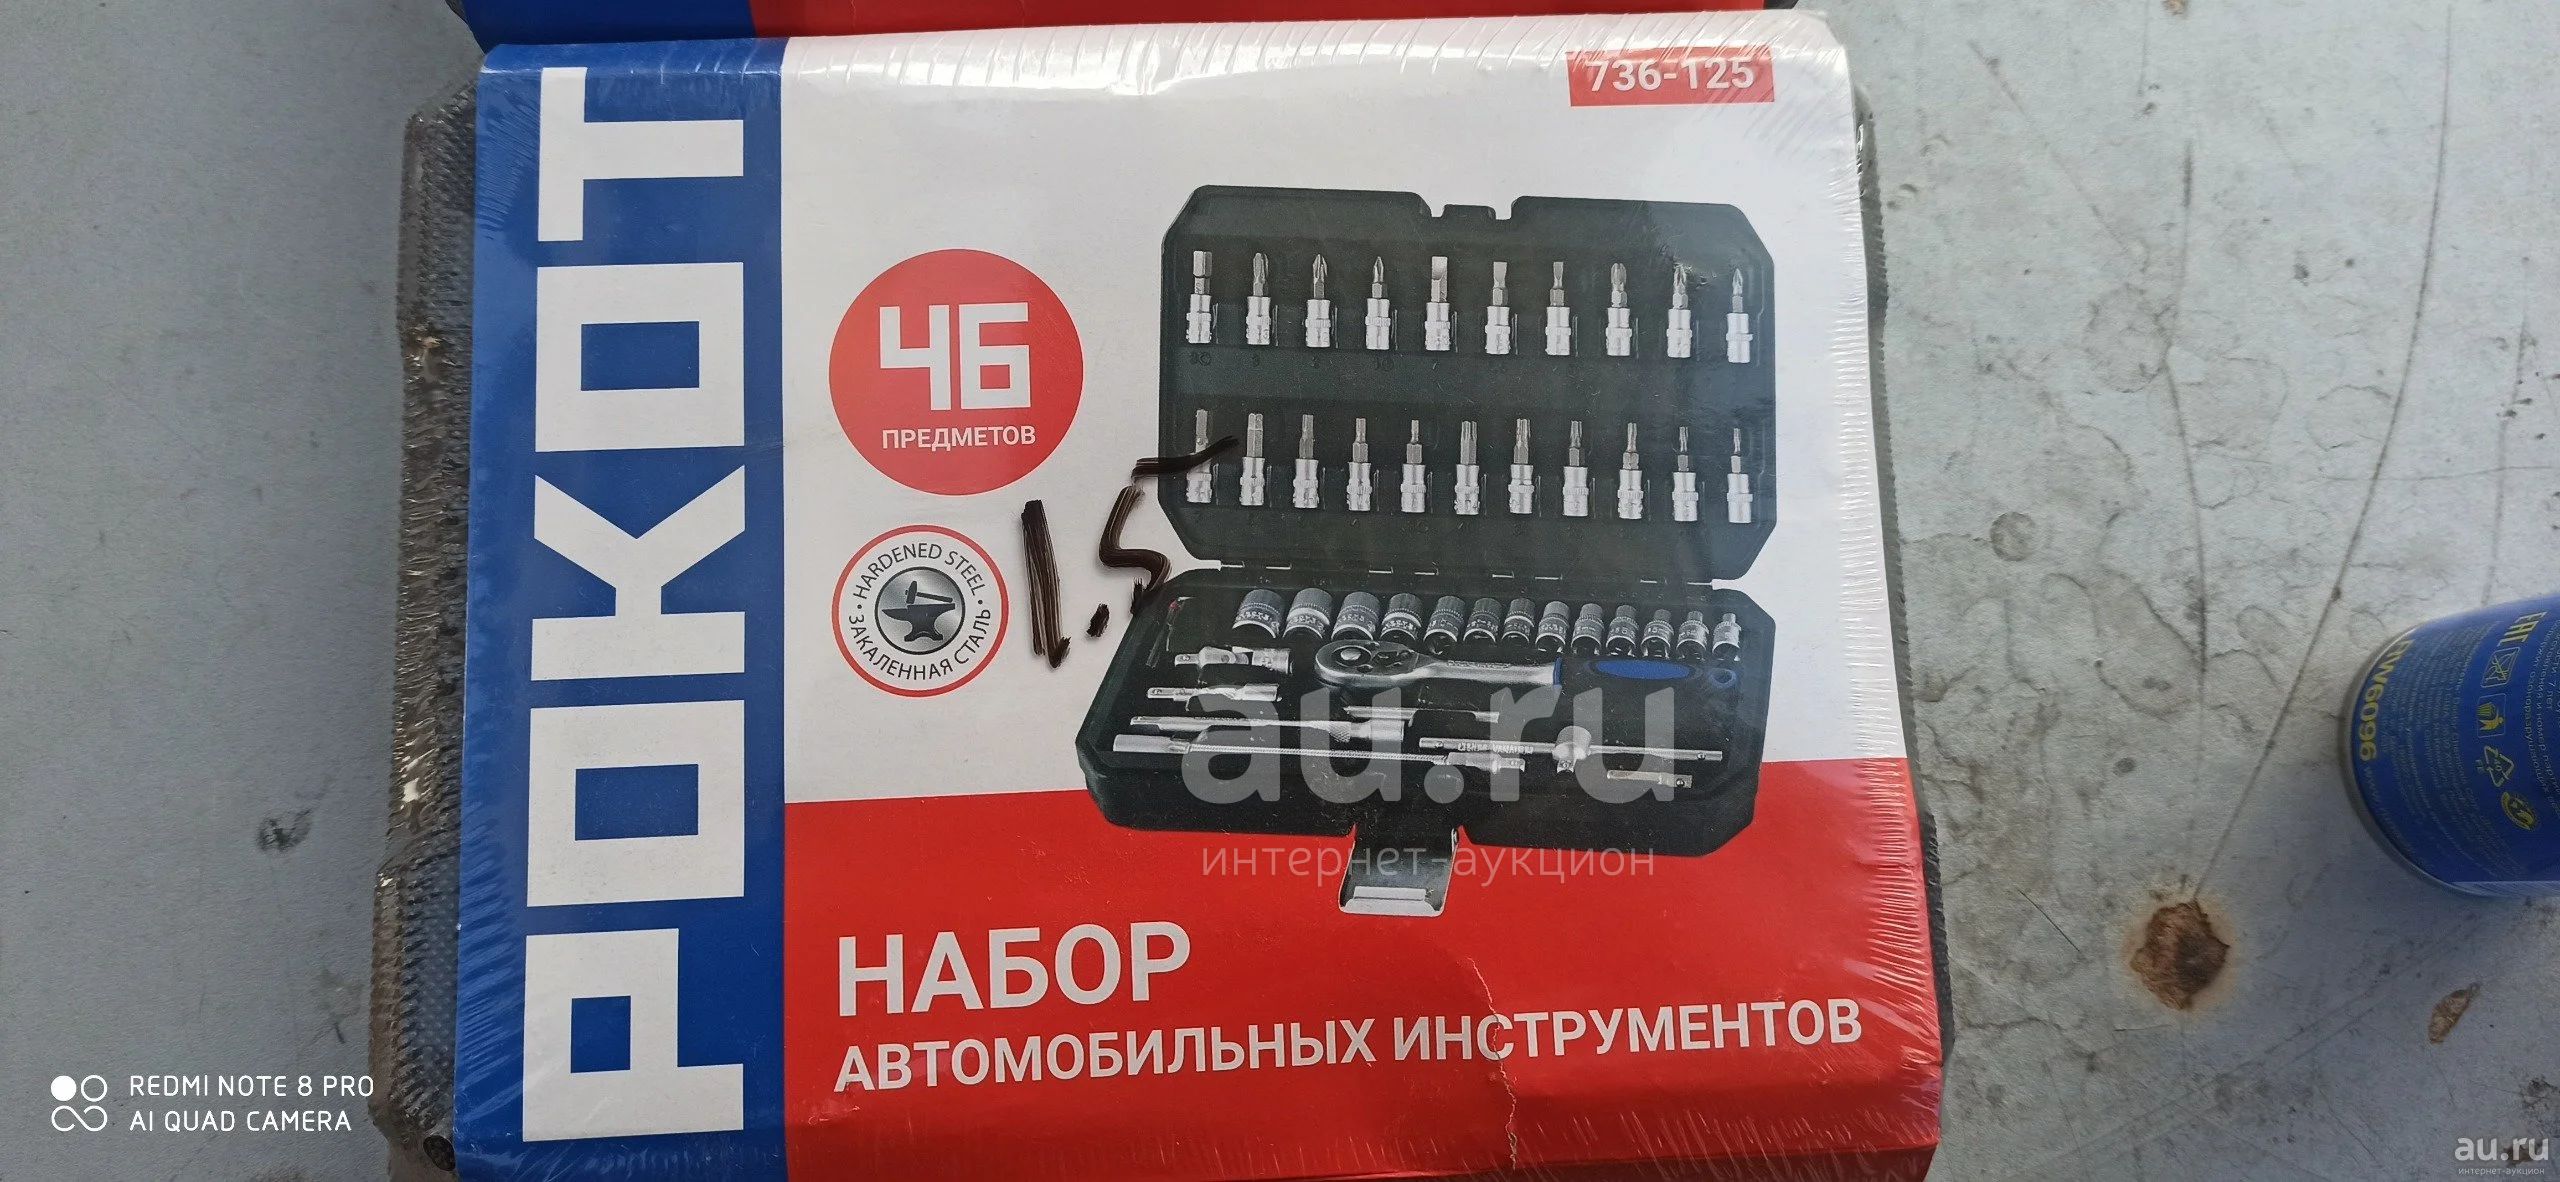 РОКОТ
736-125
46
ПРЕДМЕТОВ
HARDENED STEEL
ЗАКАЛЕННАЯ СТАЛЬ
1.5
НАБОР
АВТОМОБИЛЬНЫХ ИНСТРУМЕНТОВ
au.ru
интернет-аукцион
REDMI NOTE 8 PRO
AI QUAD CAMERA
EAC
au.ru
интернет-аукцион